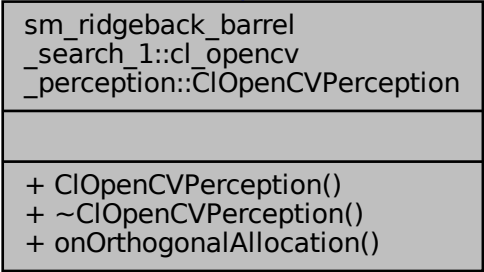 sm_ridgeback_barrel
_search_1::cl_opencv
_perception::ClOpenCVPerception
+ ClOpenCVPerception()
+ ~ClOpenCVPerception()
+ onOrthogonalAllocation()